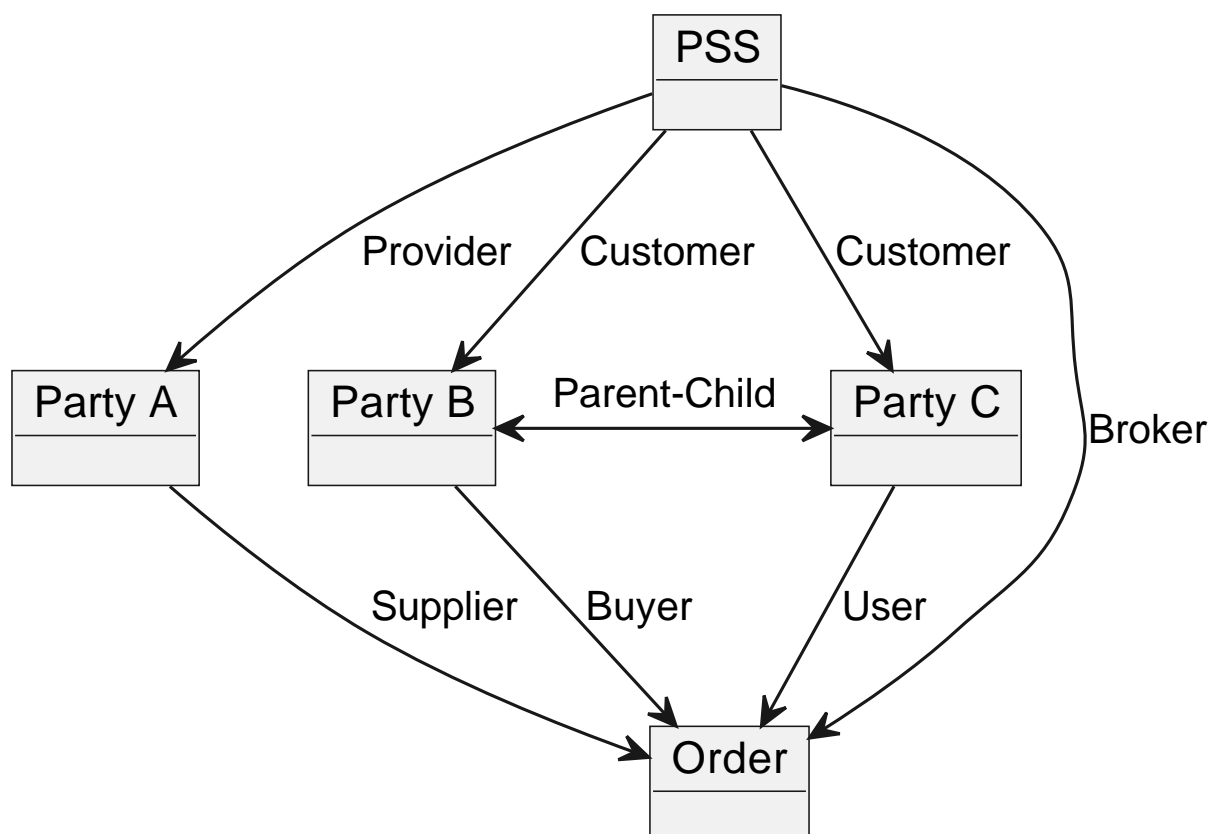 PSS
Provider
Customer
Customer
Party A
Party B
Parent-Child
Party C
Broker
Supplier
Buyer
User
Order